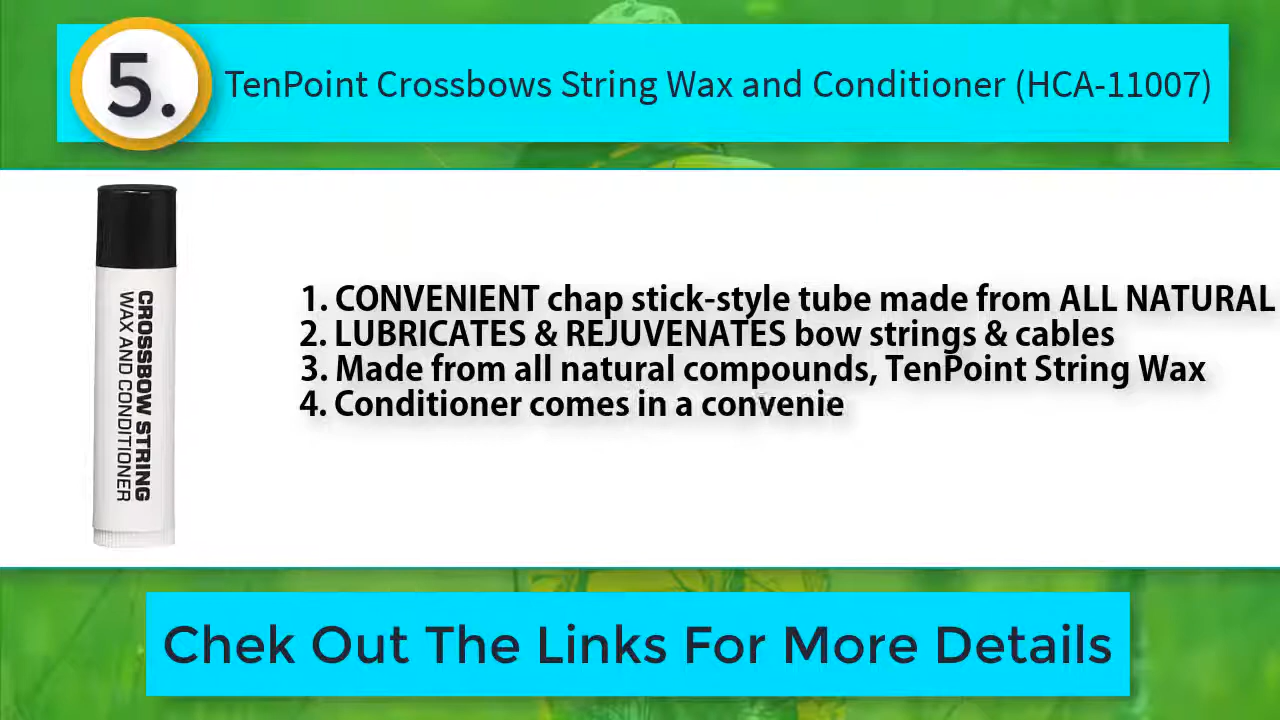 5.
TenPoint Crossbows String Wax and Conditioner (HCA-11007)
CROSSBOW STRING
WAX AND CONDITIONER
1. CONVENIENT chap stick-style tube made from ALL NATURAL
2. LUBRICATES & REJUVENATES bow strings & cables
3. Made from all natural compounds, TenPoint String Wax
4. Conditioner comes in a convenie
Chek Out The Links For More Details